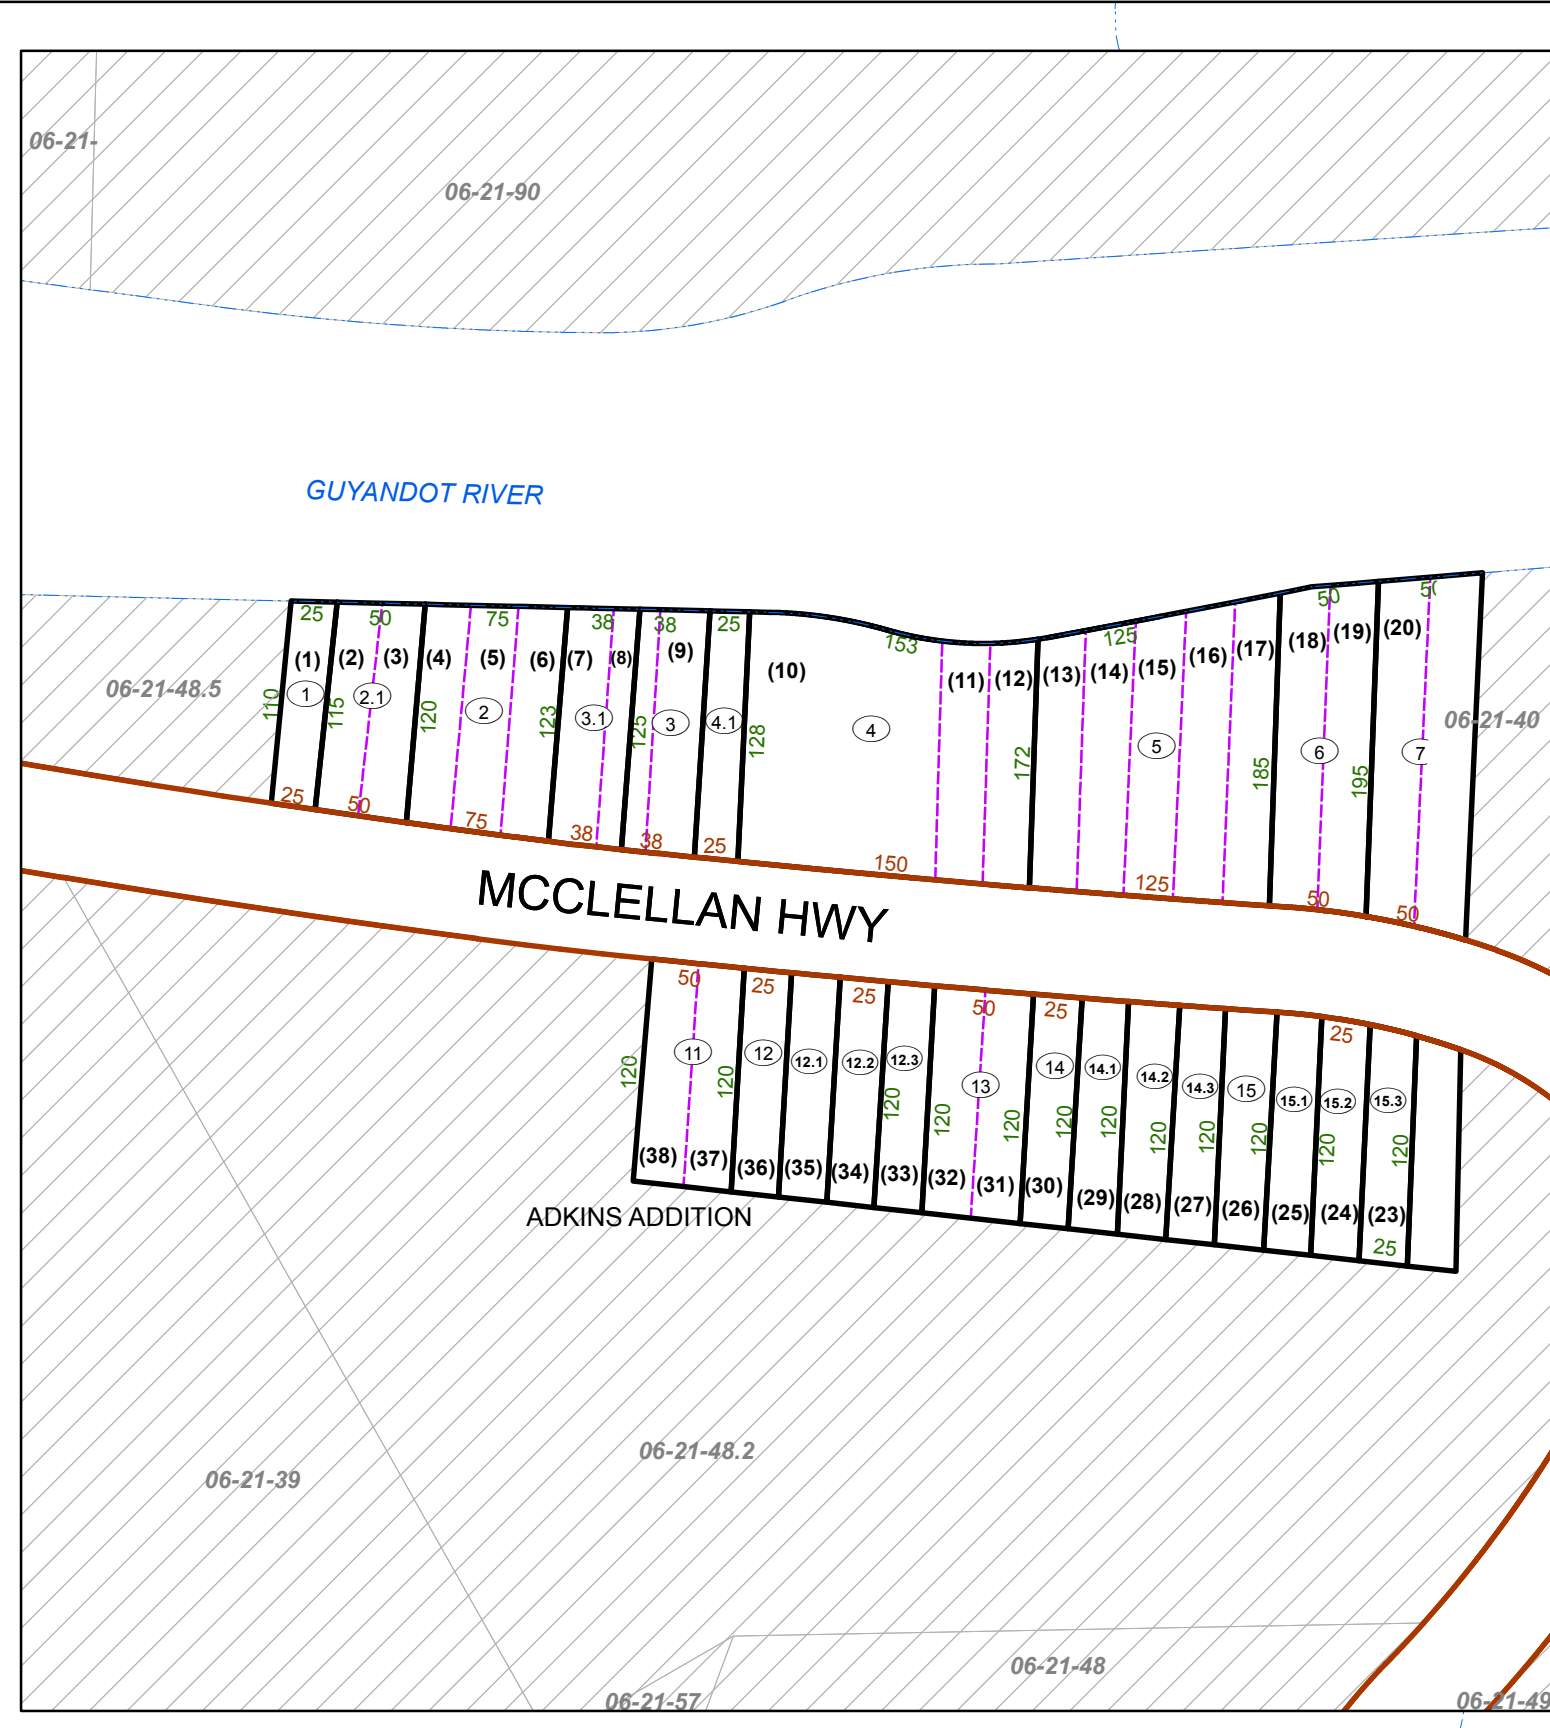 06-21-
06-21-90
GUYANDOT RIVER
25 50 75 38 38 25 153 125 50
(1) (2) (3) (4) (5) (6) (7) (8) (9) (10) (11) (12) (13) (14) (15) (16) (17) (18) (19) (20)
06-21-48.5
1 2.1 2 3.1 3 4.1 4 5 6 7
06-21-40
110 115 120 123 125 128 172 185 195
25 50 75 38 38 25 150 125 50 50
MCCLELLAN HWY
50 25 25 50 25 25
11 12 12.1 12.2 12.3 13 14 14.1 14.2 14.3 15 15.1 15.2 15.3
120 120 120 120 120 120 120 120 120 120 120 120
(38) (37) (36) (35) (34) (33) (32) (31) (30) (29) (28) (27) (26) (25) (24) (23)
25
ADKINS ADDITION
06-21-48.2
06-21-39
06-21-48
06-21-57
06-21-49